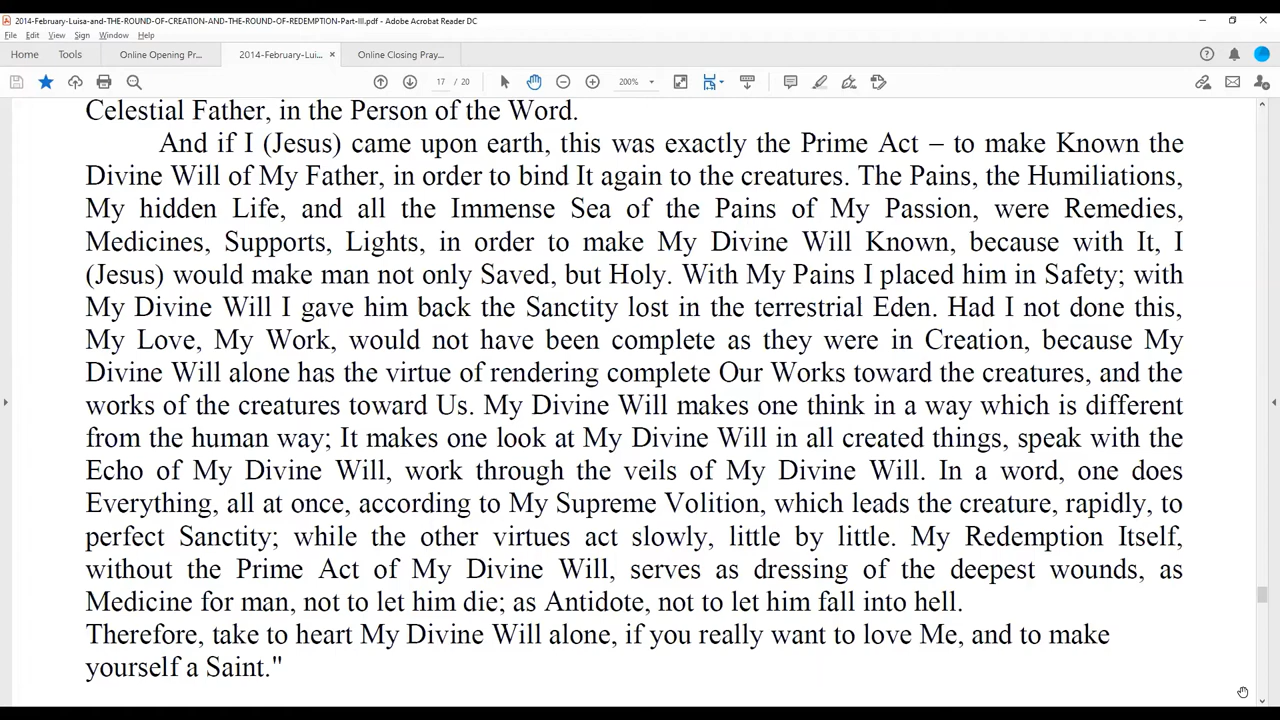 2014-February-Luisa-and-THE-ROUND-OF-CREATION-AND-THE-ROUND-OF-REDEMPTION-Part-III.pdf - Adobe Acrobat Reader DC
File Edit View Sign Window Help
Home Tools Online Opening Pr... 2014-February-Lui... × Online Closing Pray...
17 / 20 200%
Celestial Father, in the Person of the Word.
And if I (Jesus) came upon earth, this was exactly the Prime Act – to make Known the
Divine Will of My Father, in order to bind It again to the creatures. The Pains, the Humiliations,
My hidden Life, and all the Immense Sea of the Pains of My Passion, were Remedies,
Medicines, Supports, Lights, in order to make My Divine Will Known, because with It, I
(Jesus) would make man not only Saved, but Holy. With My Pains I placed him in Safety; with
My Divine Will I gave him back the Sanctity lost in the terrestrial Eden. Had I not done this,
My Love, My Work, would not have been complete as they were in Creation, because My
Divine Will alone has the virtue of rendering complete Our Works toward the creatures, and the
works of the creatures toward Us. My Divine Will makes one think in a way which is different
from the human way; It makes one look at My Divine Will in all created things, speak with the
Echo of My Divine Will, work through the veils of My Divine Will. In a word, one does
Everything, all at once, according to My Supreme Volition, which leads the creature, rapidly, to
perfect Sanctity; while the other virtues act slowly, little by little. My Redemption Itself,
without the Prime Act of My Divine Will, serves as dressing of the deepest wounds, as
Medicine for man, not to let him die; as Antidote, not to let him fall into hell.
Therefore, take to heart My Divine Will alone, if you really want to love Me, and to make
yourself a Saint."